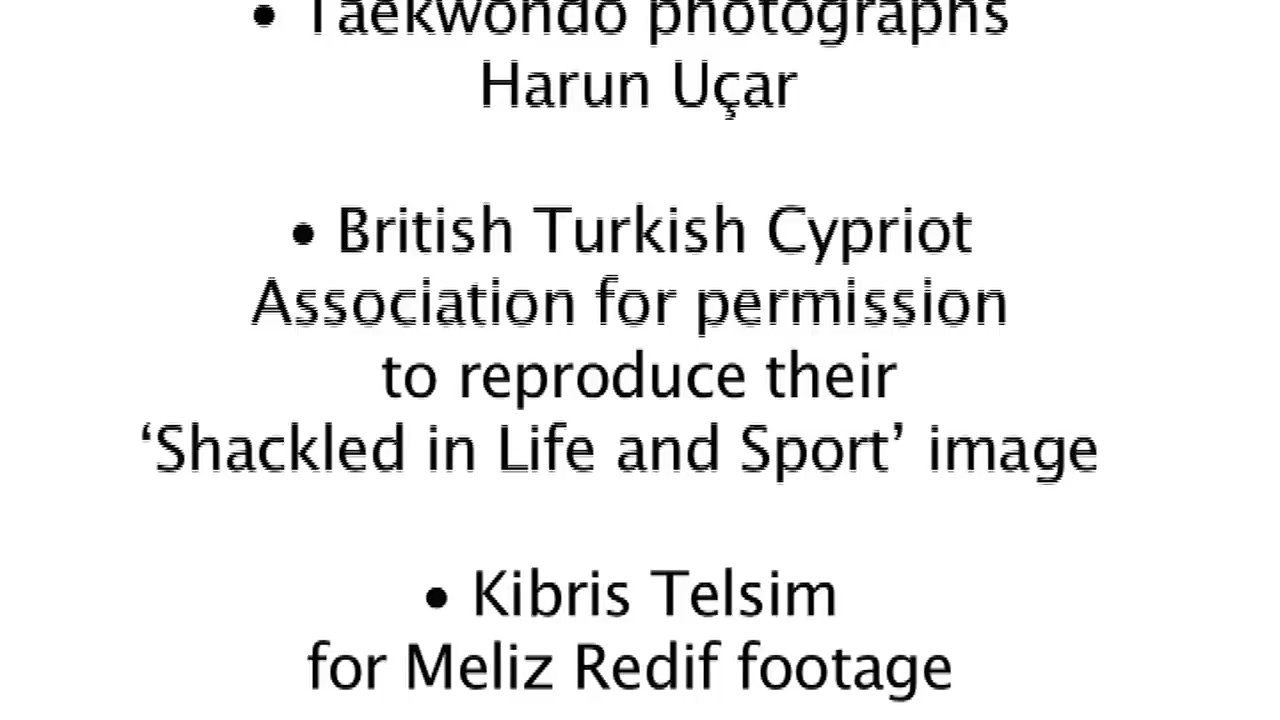 • Taekwondo photographs
Harun Uçar
• British Turkish Cypriot
Association for permission
to reproduce their
‘Shackled in Life and Sport’ image
• Kibris Telsim
for Meliz Redif footage